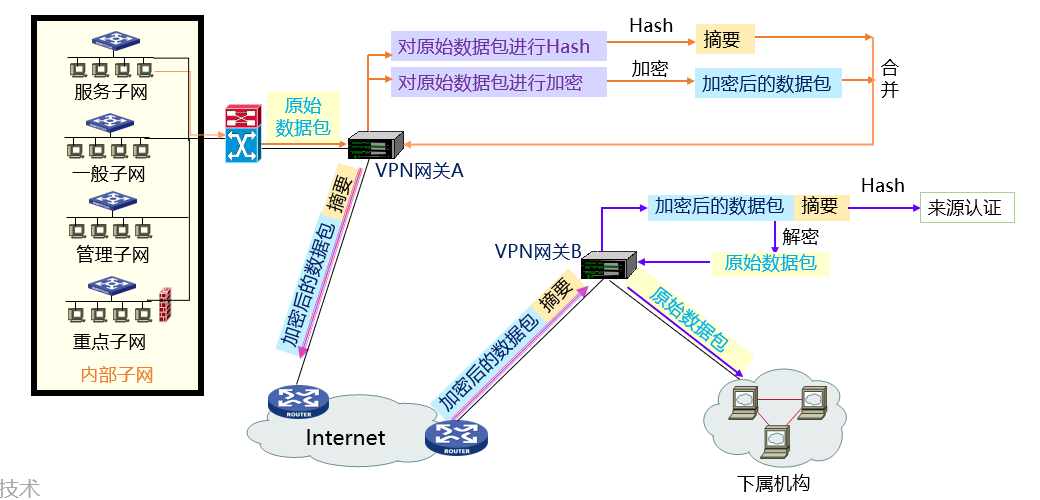 服务子网
一般子网
管理子网
重点子网
内部子网
原始
数据包
VPN网关A
对原始数据包进行Hash
Hash
摘要
对原始数据包进行加密
加密
加密后的数据包
合
并
加密后的数据包
摘要
ROUTER
Internet
ROUTER
加密后的数据包
摘要
VPN网关B
加密后的数据包
摘要
Hash
来源认证
解密
原始数据包
原始数据包
下属机构
技术